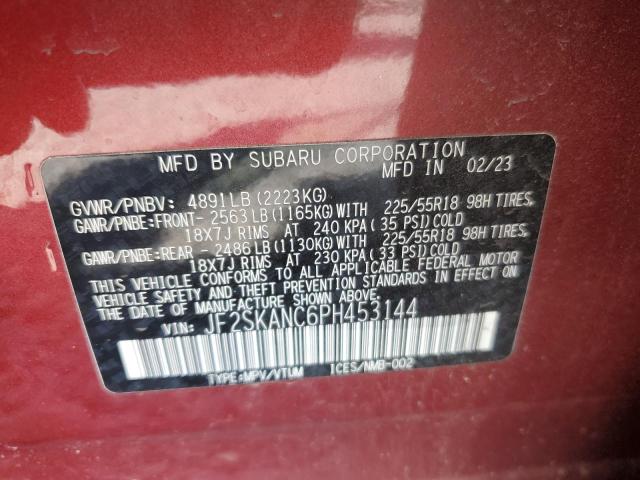 MFD BY SUBARU CORPORATION
MFD IN 02/23
GVWR/PNBV: 4891LB (2223KG)
GAWR/PNBE:FRONT- 2563LB (1165KG)WITH 225/55R18 98H TIRES,
18X7J RIMS AT 240 KPA (35 PSI)COLD
GAWR/PNBE:REAR - 2486LB (1130KG)WITH 225/55R18 98H TIRES,
18X7J RIMS AT 230 KPA (33 PSI)COLD
THIS VEHICLE CONFORMS TO ALL APPLICABLE FEDERAL MOTOR
VEHICLE SAFETY AND THEFT PREVENTION STANDARDS IN EFFECT
ON THE DATE OF MANUFACTURE SHOWN ABOVE.
VIN: JF2SKANC6PH453144
TYPE:MPV/VTUM ICES/NMB-002